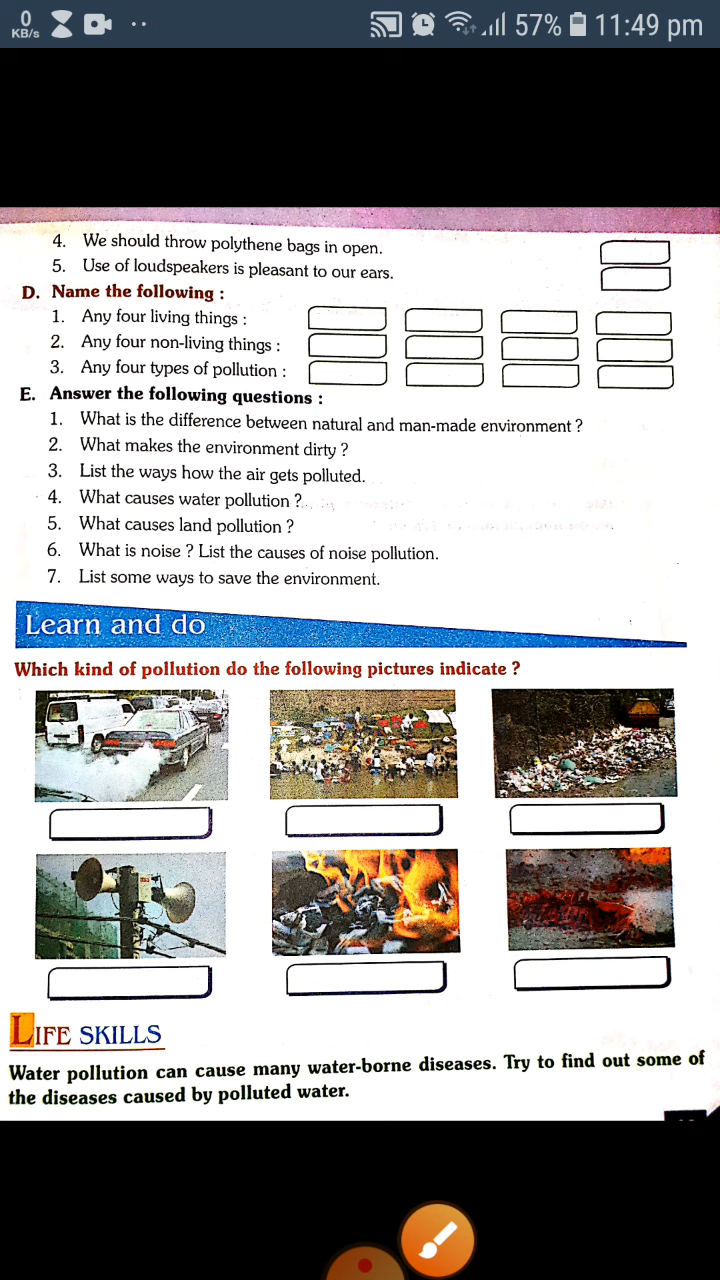 0
KB/s
57% 11:49 pm
4. We should throw polythene bags in open.
5. Use of loudspeakers is pleasant to our ears.
D. Name the following :
1. Any four living things :
2. Any four non-living things :
3. Any four types of pollution :
E. Answer the following questions :
1. What is the difference between natural and man-made environment ?
2. What makes the environment dirty ?
3. List the ways how the air gets polluted.
4. What causes water pollution ?
5. What causes land pollution ?
6. What is noise ? List the causes of noise pollution.
7. List some ways to save the environment.
Learn and do
Which kind of pollution do the following pictures indicate ?
LIFE SKILLS
Water pollution can cause many water-borne diseases. Try to find out some of
the diseases caused by polluted water.